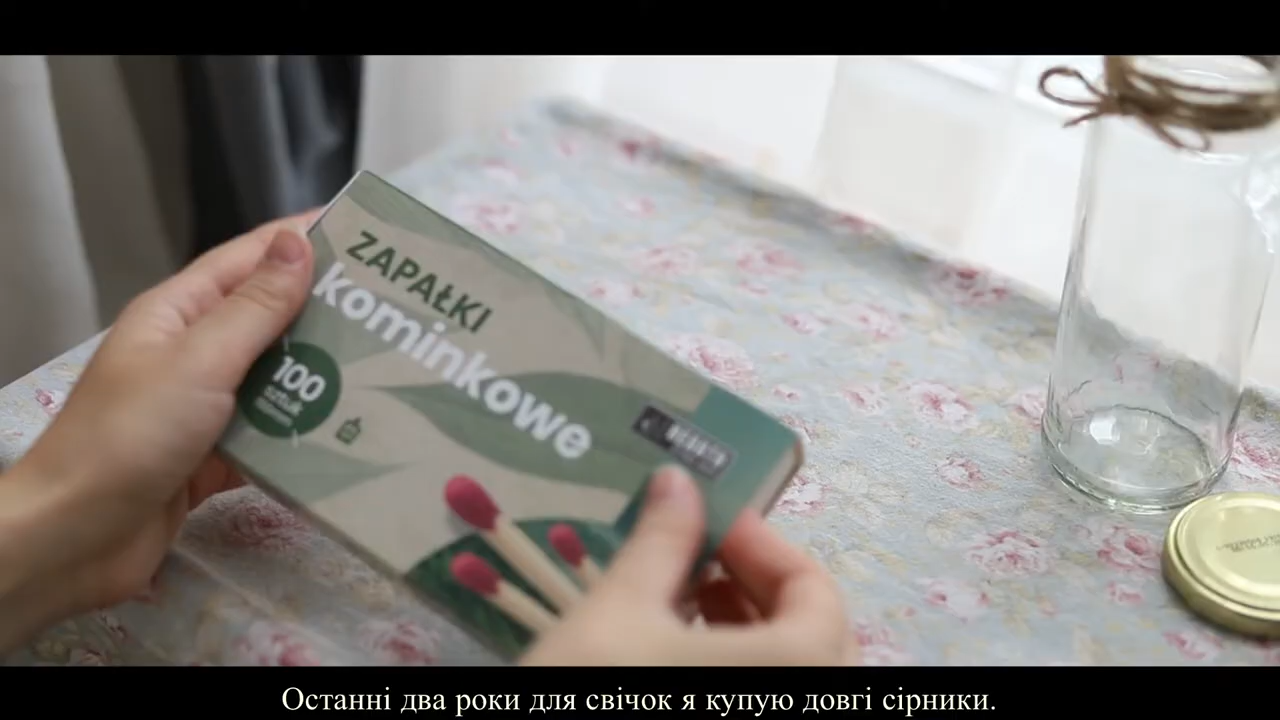 ZAPAŁKI
kominkowe
100
sztuk
Останні два роки для свічок я купую довгі сірники.